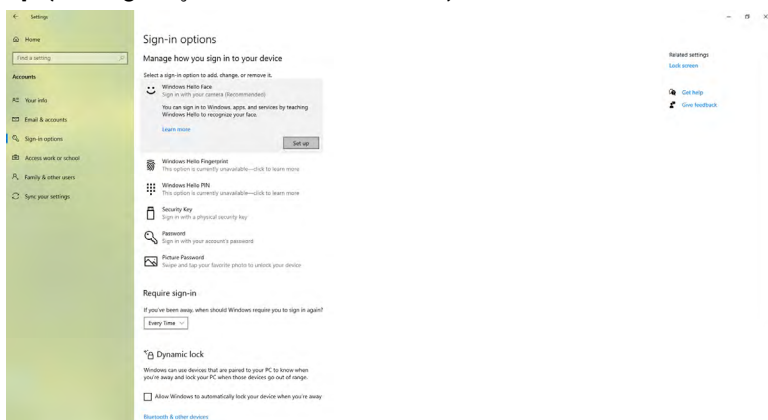 Settings
Home
Find a setting
Accounts
Your info
Email & accounts
Sign-in options
Access work or school
Family & other users
Sync your settings
Sign-in options
Manage how you sign in to your device
Select a sign-in option to add, change, or remove it.
Windows Hello Face
Sign in with your camera (Recommended)
You can sign in to Windows, apps, and services by teaching
Windows Hello to recognize your face.
Learn more
Set up
Windows Hello Fingerprint
This option is currently unavailable—click to learn more
Windows Hello PIN
This option is currently unavailable—click to learn more
Security Key
Sign in with a physical security key
Password
Sign in with your account's password
Picture Password
Swipe and tap your favorite photo to unlock your device
Require sign-in
If you've been away, when should Windows require you to sign in again?
Every Time
Dynamic lock
Windows can use devices that are paired to your PC to know when
you're away and lock your PC when those devices go out of range.
Allow Windows to automatically lock your device when you're away
Bluetooth & other devices
Related settings
Lock screen
Get help
Give feedback